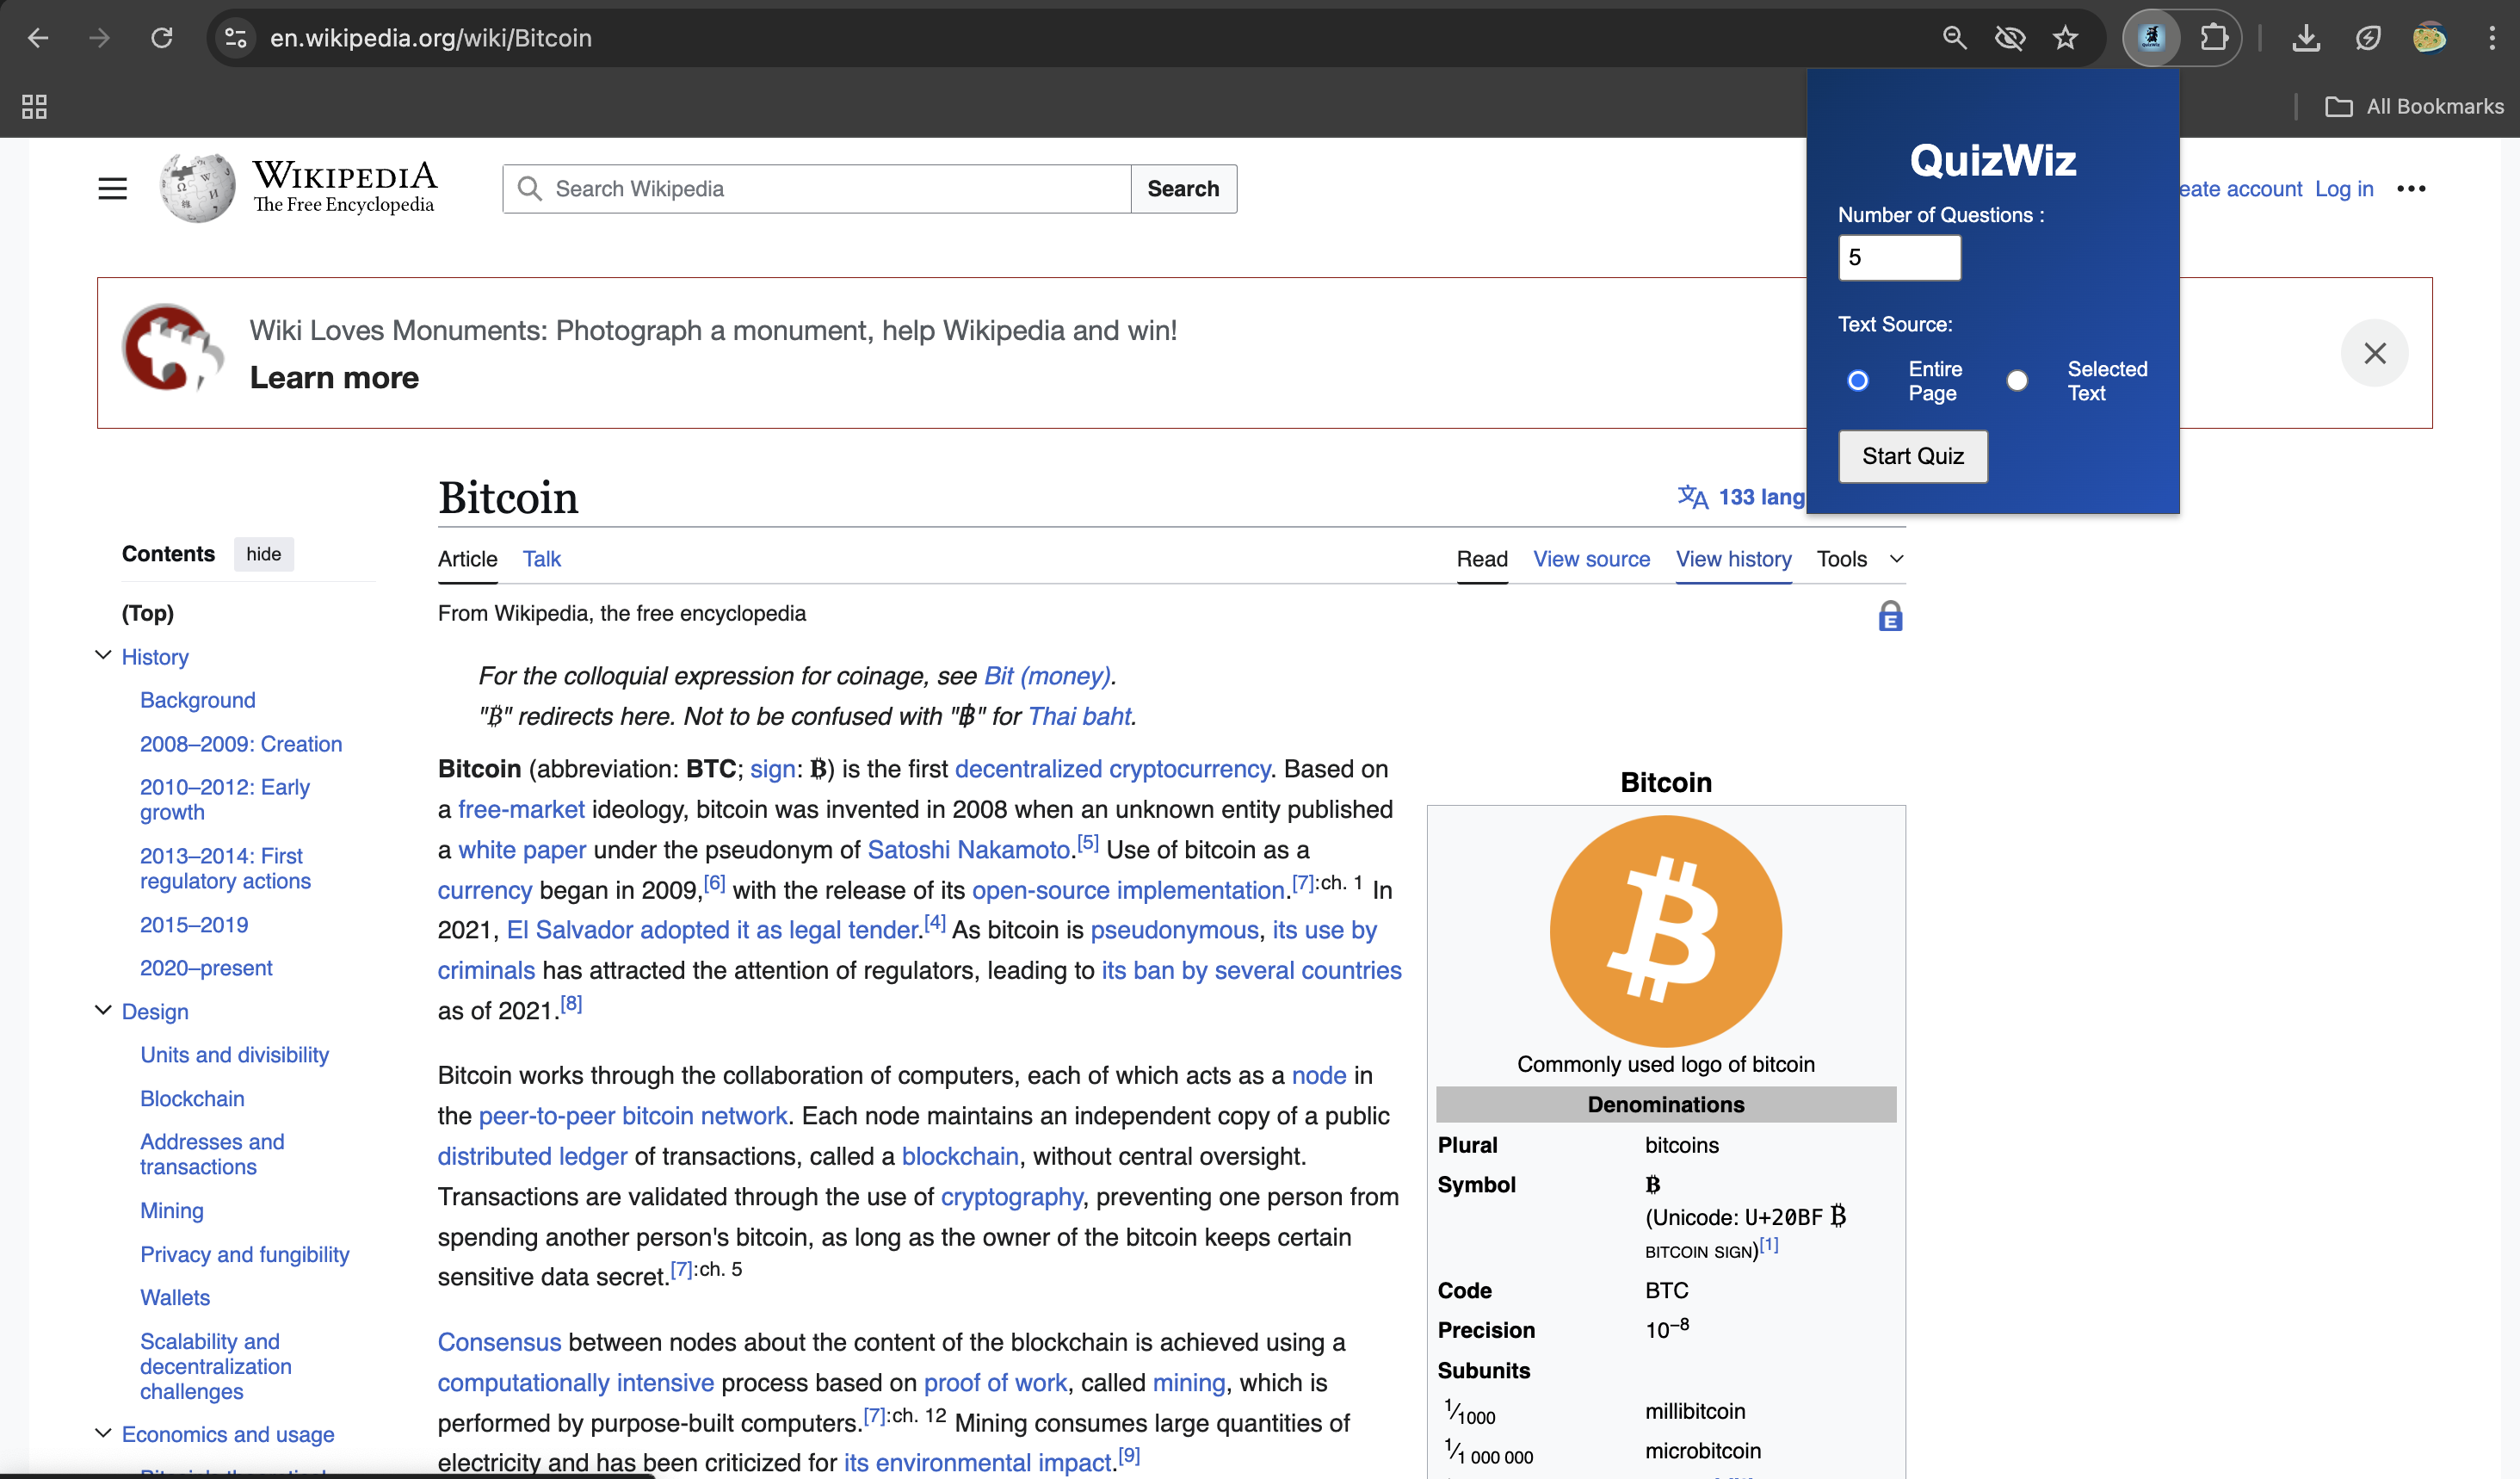 en.wikipedia.org/wiki/Bitcoin
All Bookmarks
QuizWiz
Number of Questions :
5
Text Source:
Entire Page
Selected Text
Start Quiz
WIKIPEDIA
The Free Encyclopedia
Search Wikipedia
Search
eate account Log in
Wiki Loves Monuments: Photograph a monument, help Wikipedia and win!
Learn more
Bitcoin
133 lang
Contents hide
(Top)
History
Background
2008–2009: Creation
2010–2012: Early
growth
2013–2014: First
regulatory actions
2015–2019
2020–present
Design
Units and divisibility
Blockchain
Addresses and
transactions
Mining
Privacy and fungibility
Wallets
Scalability and
decentralization
challenges
Economics and usage
Article Talk
Read View source View history Tools
From Wikipedia, the free encyclopedia
For the colloquial expression for coinage, see Bit (money).
"₿" redirects here. Not to be confused with "฿" for Thai baht.
Bitcoin (abbreviation: BTC; sign: ₿) is the first decentralized cryptocurrency. Based on
a free-market ideology, bitcoin was invented in 2008 when an unknown entity published
a white paper under the pseudonym of Satoshi Nakamoto.[5] Use of bitcoin as a
currency began in 2009,[6] with the release of its open-source implementation.[7]:ch. 1 In
2021, El Salvador adopted it as legal tender.[4] As bitcoin is pseudonymous, its use by
criminals has attracted the attention of regulators, leading to its ban by several countries
as of 2021.[8]
Bitcoin works through the collaboration of computers, each of which acts as a node in
the peer-to-peer bitcoin network. Each node maintains an independent copy of a public
distributed ledger of transactions, called a blockchain, without central oversight.
Transactions are validated through the use of cryptography, preventing one person from
spending another person's bitcoin, as long as the owner of the bitcoin keeps certain
sensitive data secret.[7]:ch. 5
Consensus between nodes about the content of the blockchain is achieved using a
computationally intensive process based on proof of work, called mining, which is
performed by purpose-built computers.[7]:ch. 12 Mining consumes large quantities of
electricity and has been criticized for its environmental impact.[9]
Bitcoin
Commonly used logo of bitcoin
Denominations
Plural bitcoins
Symbol ₿
(Unicode: U+20BF ₿
BITCOIN SIGN)[1]
Code BTC
Precision 10−8
Subunits
1⁄1000 millibitcoin
1⁄1 000 000 microbitcoin